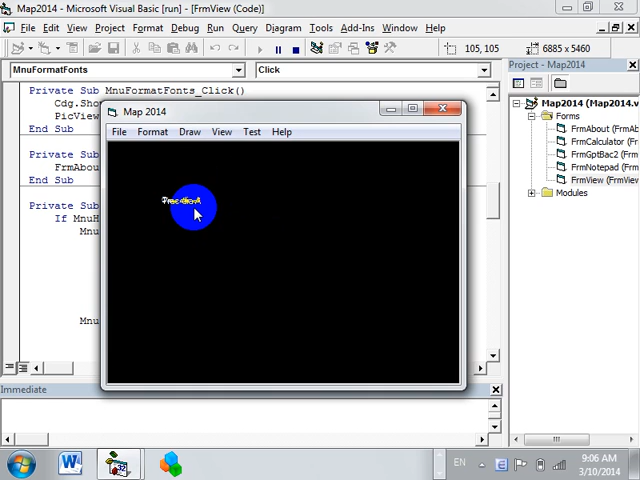 Map2014 - Microsoft Visual Basic [run] - [FrmView (Code)]
File Edit View Project Format Debug Run Query Diagram Tools Add-Ins Window Help
105, 105 6885 x 5460
MnuFormatFonts Click
Private Sub MnuFormatFonts_Click()
Cdg.Sho
PicView
End Sub
Private Sub
FrmAbou
End Sub
Private Sub
If MnuH
Mnu
Mnu
Map 2014
File Format Draw View Test Help
Project - Map2014
Map2014 (Map2014.v
Forms
FrmAbout (FrmA
FrmCalculator (Frm
FrmGptBac2 (Frm
FrmNotepad (Frm
FrmView (FrmView
Modules
Immediate
EN
9:06 AM
3/10/2014